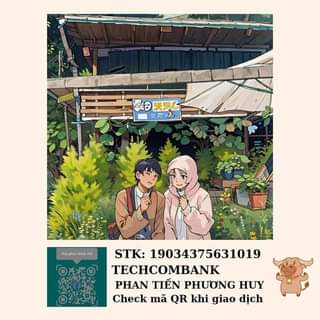 STK: 19034375631019
TECHCOMBANK
PHAN TIẾN PHƯƠNG HUY
Check mã QR khi giao dịch